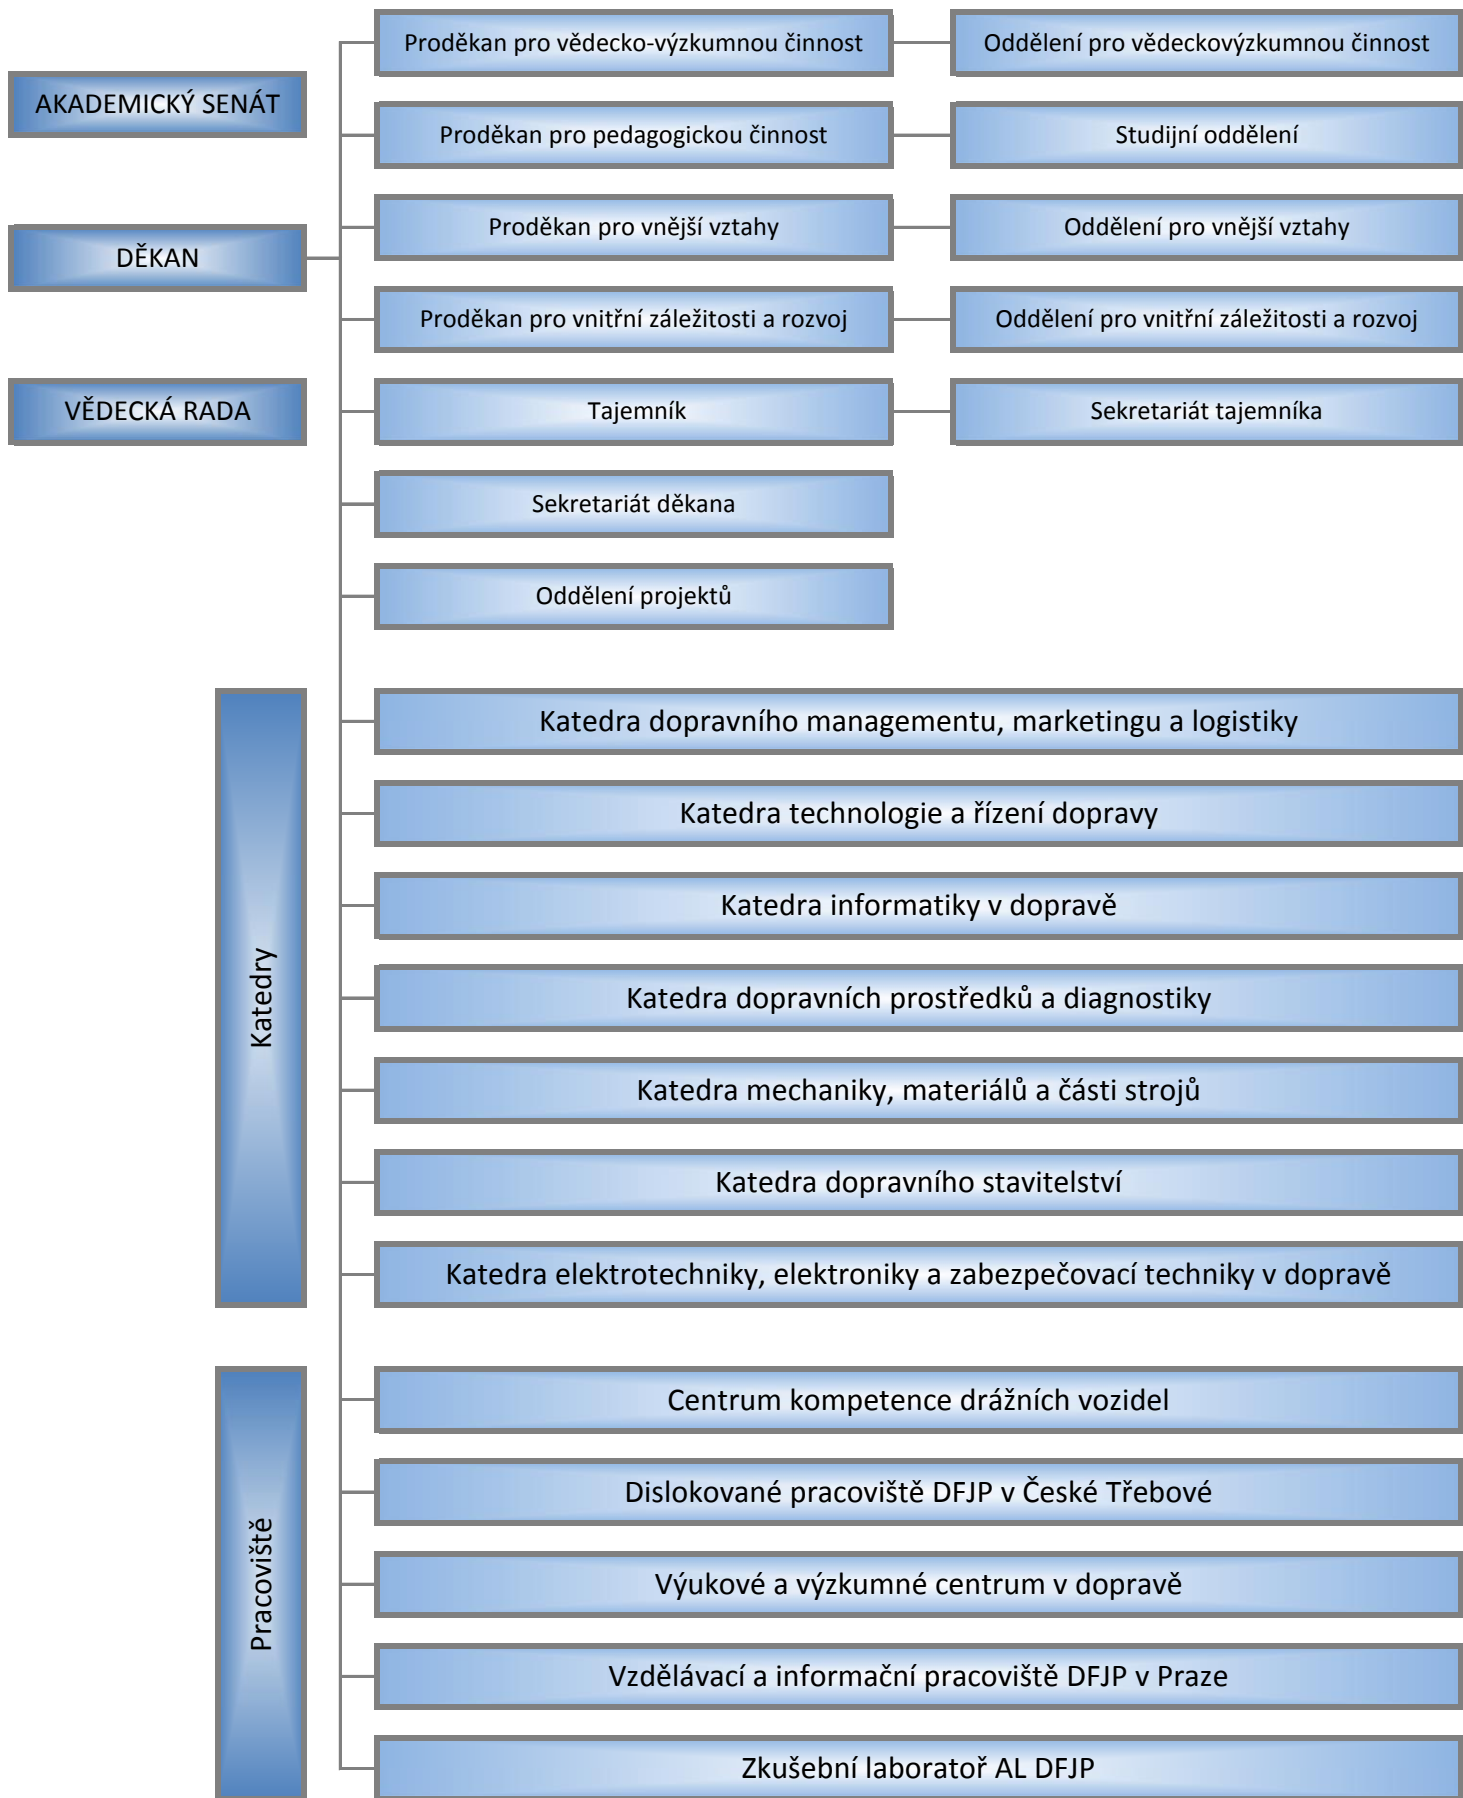 AKADEMICKÝ SENÁT
DĚKAN
VĚDECKÁ RADA
Proděkan pro vědecko-výzkumnou činnost
Oddělení pro vědeckovýzkumnou činnost
Proděkan pro pedagogickou činnost
Studijní oddělení
Proděkan pro vnější vztahy
Oddělení pro vnější vztahy
Proděkan pro vnitřní záležitosti a rozvoj
Oddělení pro vnitřní záležitosti a rozvoj
Tajemník
Sekretariát tajemníka
Sekretariát děkana
Oddělení projektů
Katedry
Katedra dopravního managementu, marketingu a logistiky
Katedra technologie a řízení dopravy
Katedra informatiky v dopravě
Katedra dopravních prostředků a diagnostiky
Katedra mechaniky, materiálů a části strojů
Katedra dopravního stavitelství
Katedra elektrotechniky, elektroniky a zabezpečovací techniky v dopravě
Pracoviště
Centrum kompetence drážních vozidel
Dislokované pracoviště DFJP v České Třebové
Výukové a výzkumné centrum v dopravě
Vzdělávací a informační pracoviště DFJP v Praze
Zkušební laboratoř AL DFJP